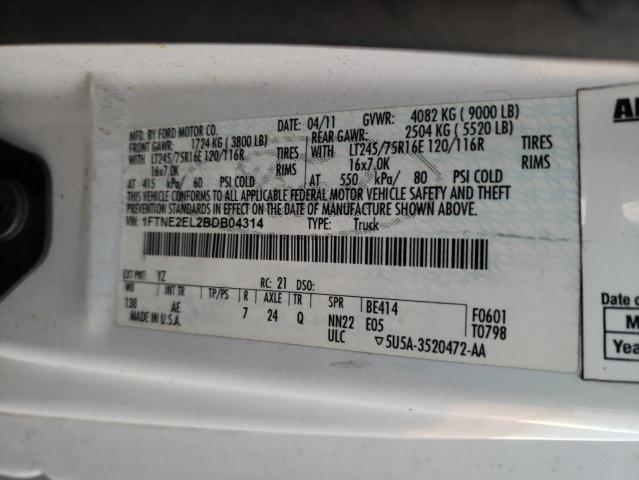 MFD. BY FORD MOTOR CO.
DATE: 04/11 GVWR: 4082 KG ( 9000 LB)
FRONT GAWR: 1724 KG ( 3800 LB) REAR GAWR: 2504 KG ( 5520 LB)
WITH LT245/75R16E 120/116R TIRES WITH LT245/75R16E 120/116R TIRES
16x7.0K RIMS 16x7.0K RIMS
AT 415 kPa/ 60 PSI COLD AT 550 kPa/ 80 PSI COLD
THIS VEHICLE CONFORMS TO ALL APPLICABLE FEDERAL MOTOR VEHICLE SAFETY AND THEFT
PREVENTION STANDARDS IN EFFECT ON THE DATE OF MANUFACTURE SHOWN ABOVE.
VIN: 1FTNE2EL2BDB04314 TYPE: Truck
EXT PNT: YZ RC: 21 DSO:
WB INT TR TP/PS R AXLE TR SPR BE414 F0601
138 AE 7 24 Q NN22 E05 T0798
MADE IN U.S.A. ULC ▽5U5A-3520472-AA
Date o
M
Yea